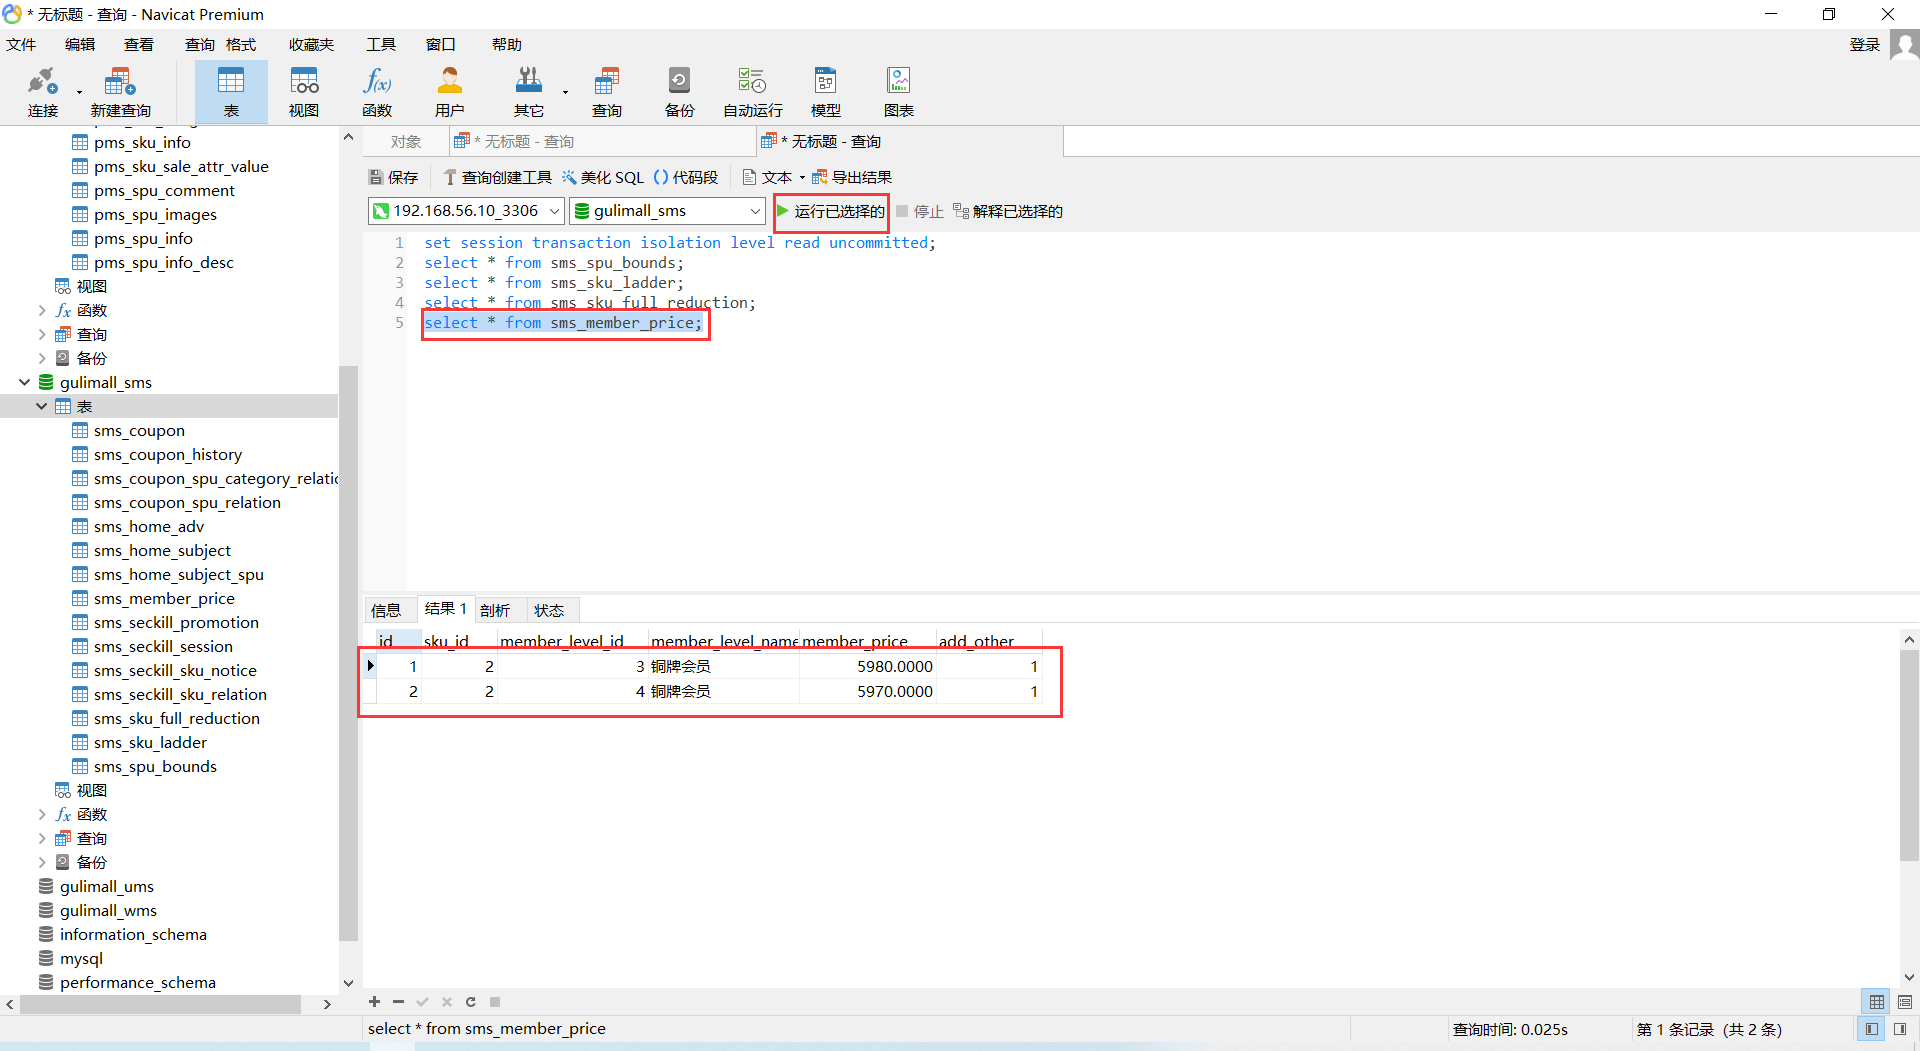 * 无标题 - 查询 - Navicat Premium
文件 编辑 查看 查询 格式 收藏夹 工具 窗口 帮助 登录
连接 新建查询 表 视图 函数 用户 其它 查询 备份 自动运行 模型 图表
pms_sku_info
pms_sku_sale_attr_value
pms_spu_comment
pms_spu_images
pms_spu_info
pms_spu_info_desc
视图
函数
查询
备份
gulimall_sms
表
sms_coupon
sms_coupon_history
sms_coupon_spu_category_relatic
sms_coupon_spu_relation
sms_home_adv
sms_home_subject
sms_home_subject_spu
sms_member_price
sms_seckill_promotion
sms_seckill_session
sms_seckill_sku_notice
sms_seckill_sku_relation
sms_sku_full_reduction
sms_sku_ladder
sms_spu_bounds
视图
函数
查询
备份
gulimall_ums
gulimall_wms
information_schema
mysql
performance_schema
对象 * 无标题 - 查询 * 无标题 - 查询
保存 查询创建工具 美化 SQL () 代码段 文本 导出结果
192.168.56.10_3306 gulimall_sms 运行已选择的 停止 解释已选择的
1 set session transaction isolation level read uncommitted;
2 select * from sms_spu_bounds;
3 select * from sms_sku_ladder;
4 select * from sms_sku_full_reduction;
5 select * from sms_member_price;
信息 结果 1 剖析 状态
id sku_id member_level_id member_level_name member_price add_other
1 2 3 铜牌会员 5980.0000 1
2 2 4 铜牌会员 5970.0000 1
select * from sms_member_price 查询时间: 0.025s 第 1 条记录 (共 2 条)